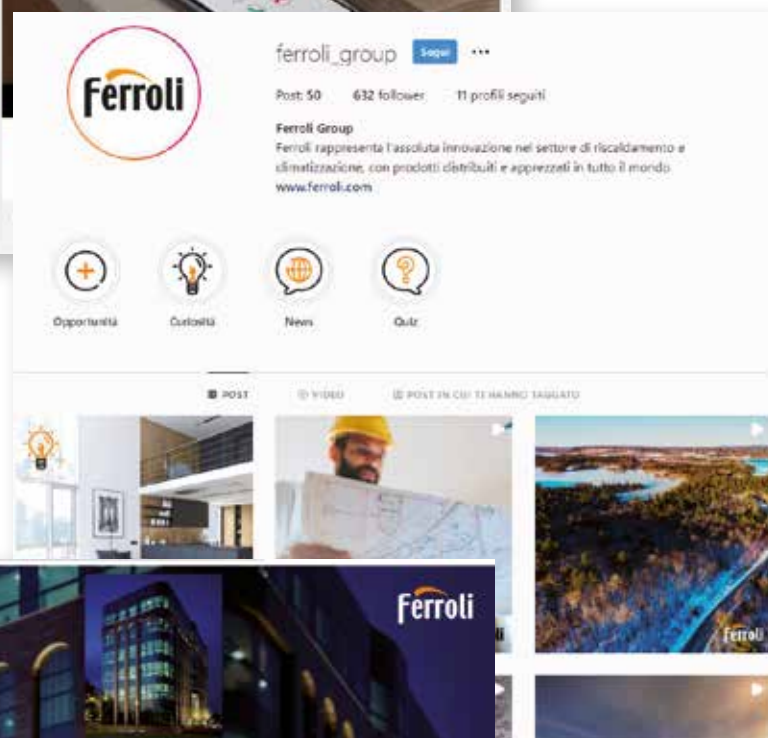 ferroli_group Segui
Ferroli
Post: 50 632 follower 11 profili seguiti
Ferroli Group
Ferroli rappresenta l'assoluta innovazione nel settore di riscaldamento e
climatizzazione, con prodotti distribuiti e apprezzati in tutto il mondo
www.ferroli.com
Opportunità Curiosità News Quiz
POST VIDEO POST IN CUI TI HANNO TAGGATO
Ferroli
Ferroli